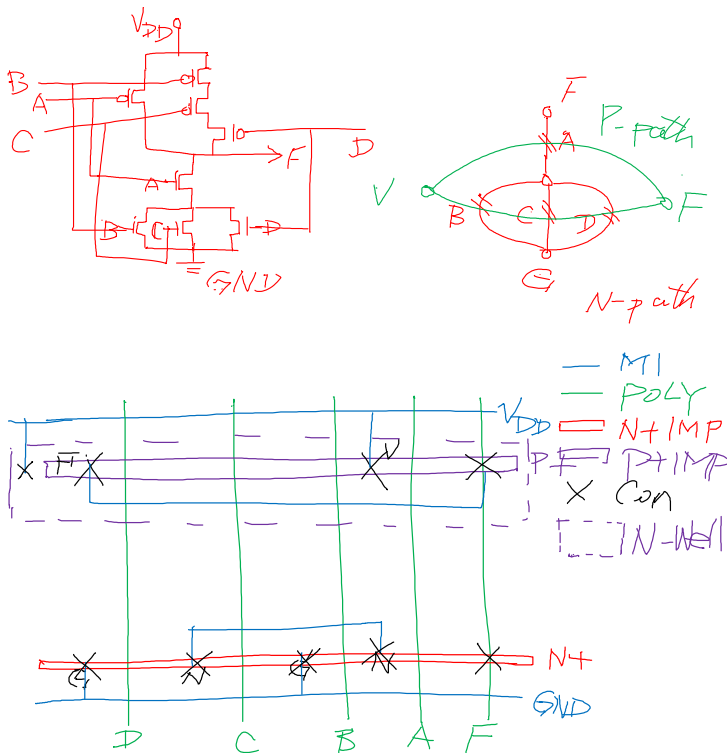 VDD
B
A
C
F
D
A
B
C
D
GND
F
P-path
A
V
F
B
C
D
G
N-path
M1
POLY
N+IMP
P+IMP
Con
N-Well
VDD
F
V
P+
F
N+
G
N
G
N
GND
D
C
B
A
F